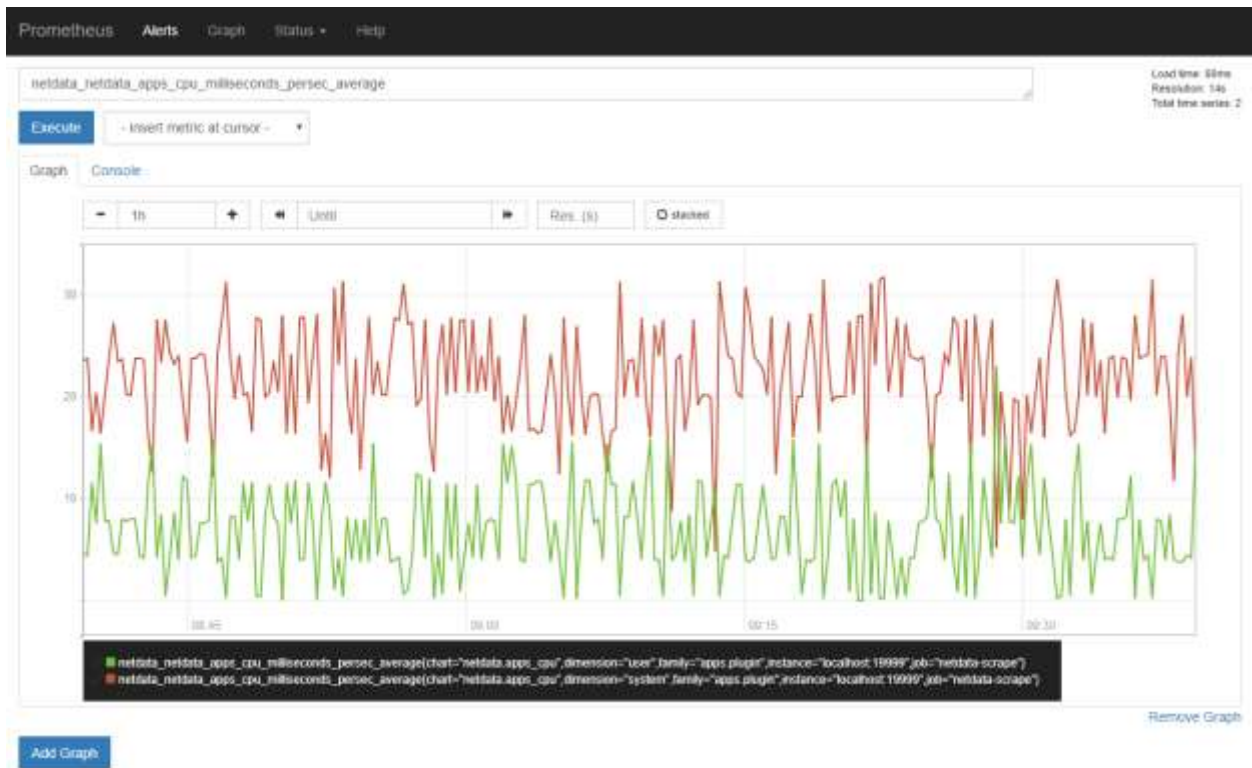 Prometheus Alerts Graph Status Help
netdata_netdata_apps_cpu_milliseconds_persec_average
Load time: 88ms
Resolution: 14s
Total time series: 2
Execute - insert metric at cursor -
Graph Console
- 1h + Until Res. (s) stacked
30
20
10
08:45 09:00 09:15 09:30
netdata_netdata_apps_cpu_milliseconds_persec_average{chart="netdata.apps_cpu",dimension="user",family="apps.plugin",instance="localhost:19999",job="netdata-scrape"}
netdata_netdata_apps_cpu_milliseconds_persec_average{chart="netdata.apps_cpu",dimension="system",family="apps.plugin",instance="localhost:19999",job="netdata-scrape"}
Remove Graph
Add Graph